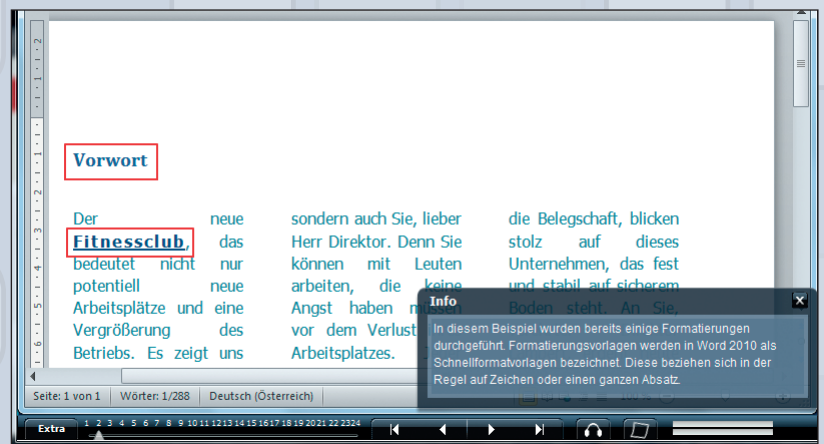 Vorwort
Der neue
Fitnessclub, das
bedeutet nicht nur
potentiell neue
Arbeitsplätze und eine
Vergrößerung des
Betriebs. Es zeigt uns
sondern auch Sie, lieber
Herr Direktor. Denn Sie
können mit Leuten
arbeiten, die keine
Angst haben müssen
vor dem Verlust
Arbeitsplatzes.
die Belegschaft, blicken
stolz auf dieses
Unternehmen, das fest
und stabil auf sicherem
Boden steht. An Sie,
Info
In diesem Beispiel wurden bereits einige Formatierungen
durchgeführt. Formatierungsvorlagen werden in Word 2010 als
Schnellformatvorlagen bezeichnet. Diese beziehen sich in der
Regel auf Zeichen oder einen ganzen Absatz.
Seite: 1 von 1 Wörter: 1/288 Deutsch (Österreich) 100 %
Extra 1 2 3 4 5 6 7 8 9 10 11 12 13 14 15 16 17 18 19 20 21 22 23 24